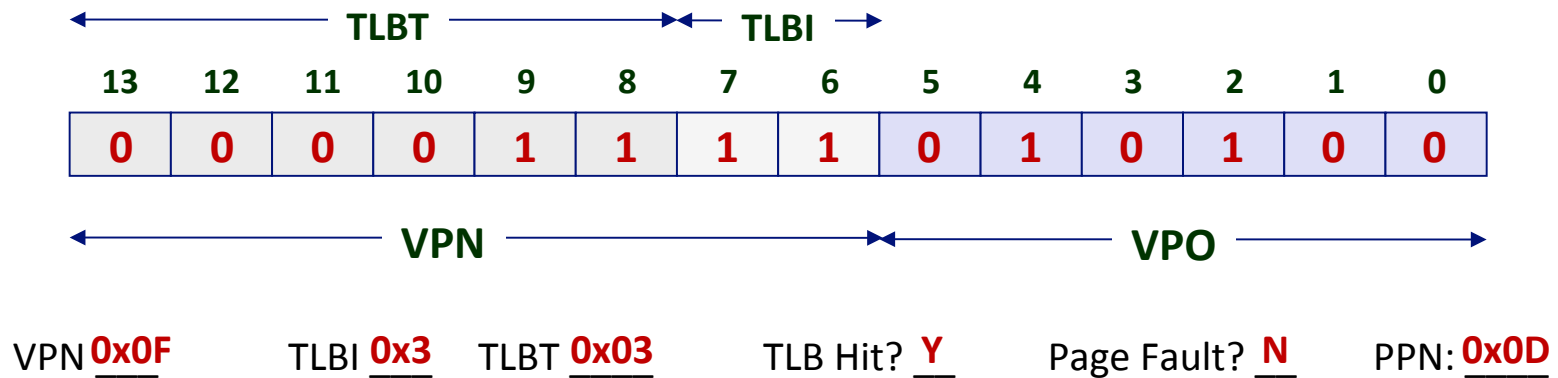 TLBT TLBI
13 12 11 10 9 8 7 6 5 4 3 2 1 0
0 0 0 0 1 1 1 1 0 1 0 1 0 0
VPN VPO
VPN 0x0F TLBI 0x3 TLBT 0x03 TLB Hit? Y Page Fault? N PPN: 0x0D